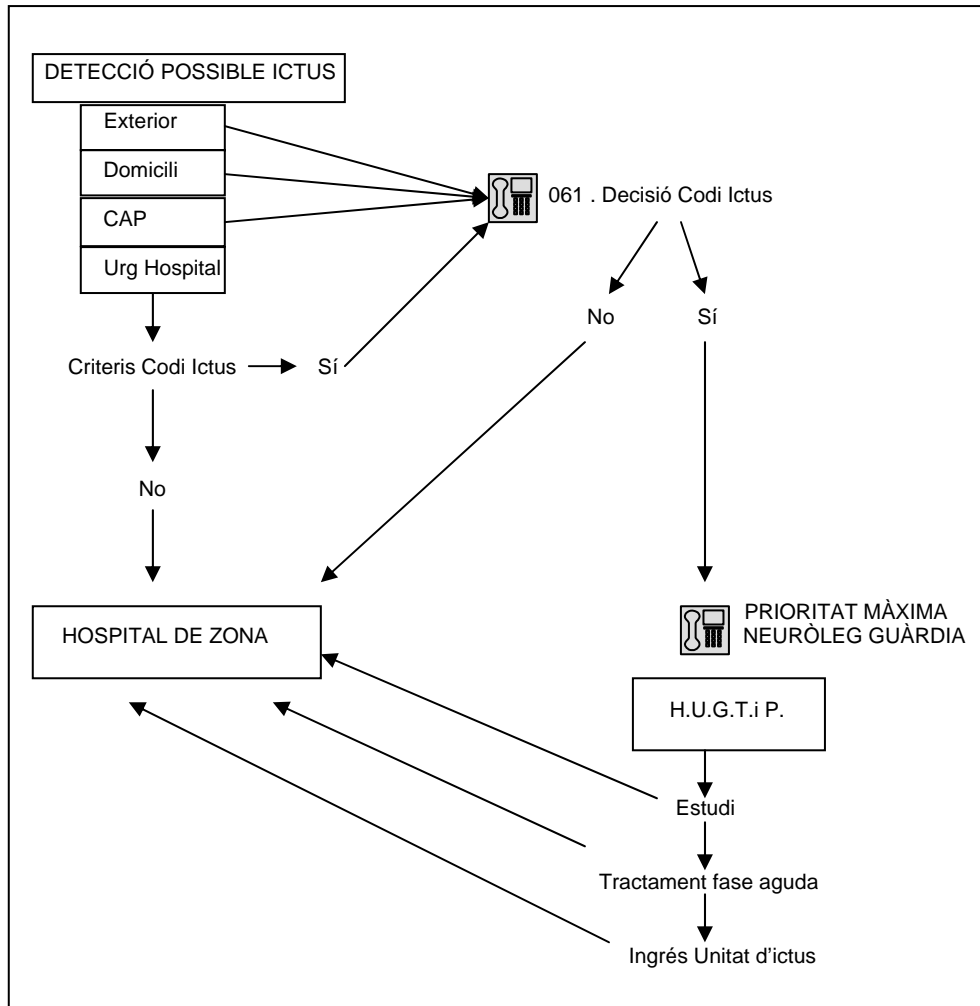 DETECCIÓ POSSIBLE ICTUS
Exterior
Domicili
CAP
Urg Hospital
061 . Decisió Codi Ictus
No
Sí
Criteris Codi Ictus
Sí
No
HOSPITAL DE ZONA
PRIORITAT MÀXIMA
NEURÒLEG GUÀRDIA
H.U.G.T.i P.
Estudi
Tractament fase aguda
Ingrés Unitat d'ictus